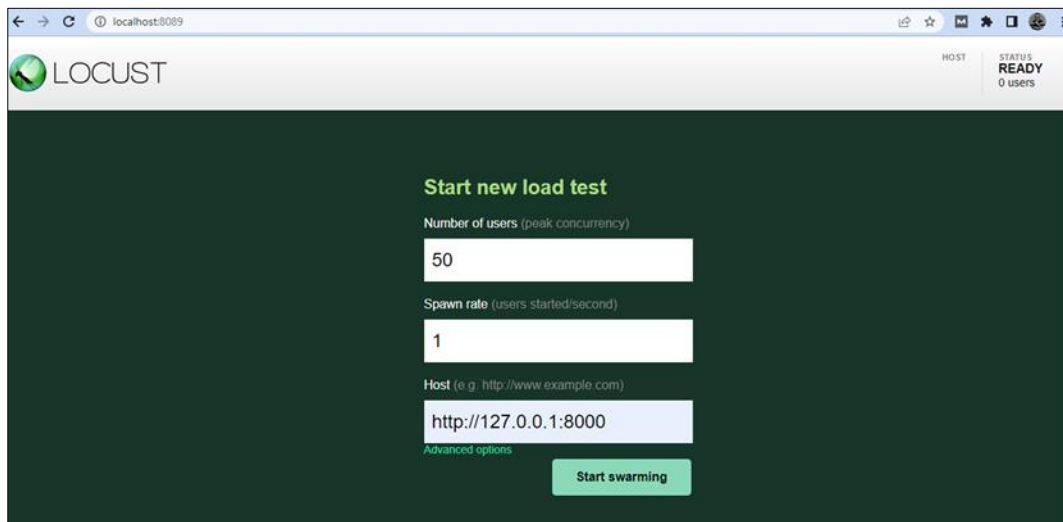 localhost:8089
LOCUST
HOST
STATUS
READY
0 users
Start new load test
Number of users (peak concurrency)
50
Spawn rate (users started/second)
1
Host (e.g. http://www.example.com)
http://127.0.0.1:8000
Advanced options
Start swarming